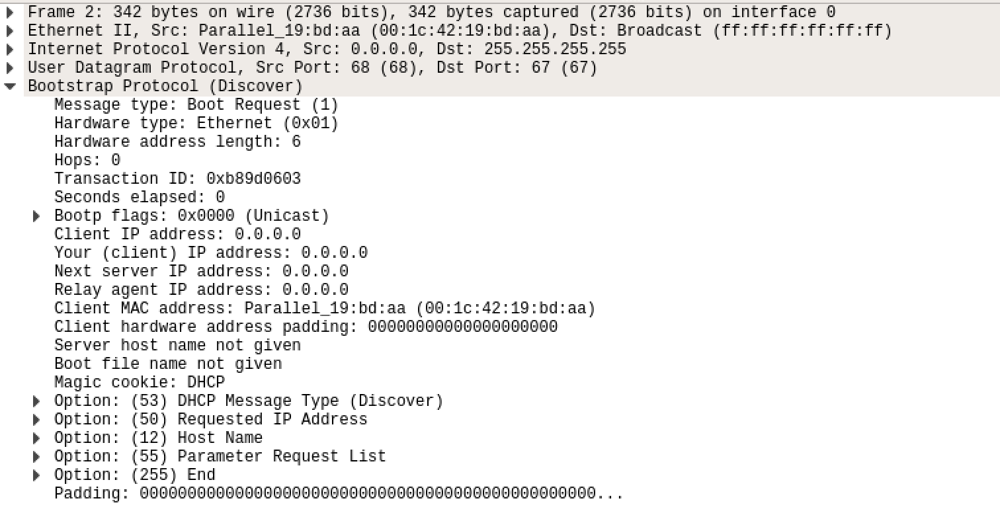 Frame 2: 342 bytes on wire (2736 bits), 342 bytes captured (2736 bits) on interface 0
Ethernet II, Src: Parallel_19:bd:aa (00:1c:42:19:bd:aa), Dst: Broadcast (ff:ff:ff:ff:ff:ff)
Internet Protocol Version 4, Src: 0.0.0.0, Dst: 255.255.255.255
User Datagram Protocol, Src Port: 68 (68), Dst Port: 67 (67)
Bootstrap Protocol (Discover)
Message type: Boot Request (1)
Hardware type: Ethernet (0x01)
Hardware address length: 6
Hops: 0
Transaction ID: 0xb89d0603
Seconds elapsed: 0
Bootp flags: 0x0000 (Unicast)
Client IP address: 0.0.0.0
Your (client) IP address: 0.0.0.0
Next server IP address: 0.0.0.0
Relay agent IP address: 0.0.0.0
Client MAC address: Parallel_19:bd:aa (00:1c:42:19:bd:aa)
Client hardware address padding: 00000000000000000000
Server host name not given
Boot file name not given
Magic cookie: DHCP
Option: (53) DHCP Message Type (Discover)
Option: (50) Requested IP Address
Option: (12) Host Name
Option: (55) Parameter Request List
Option: (255) End
Padding: 000000000000000000000000000000000000000000000000...